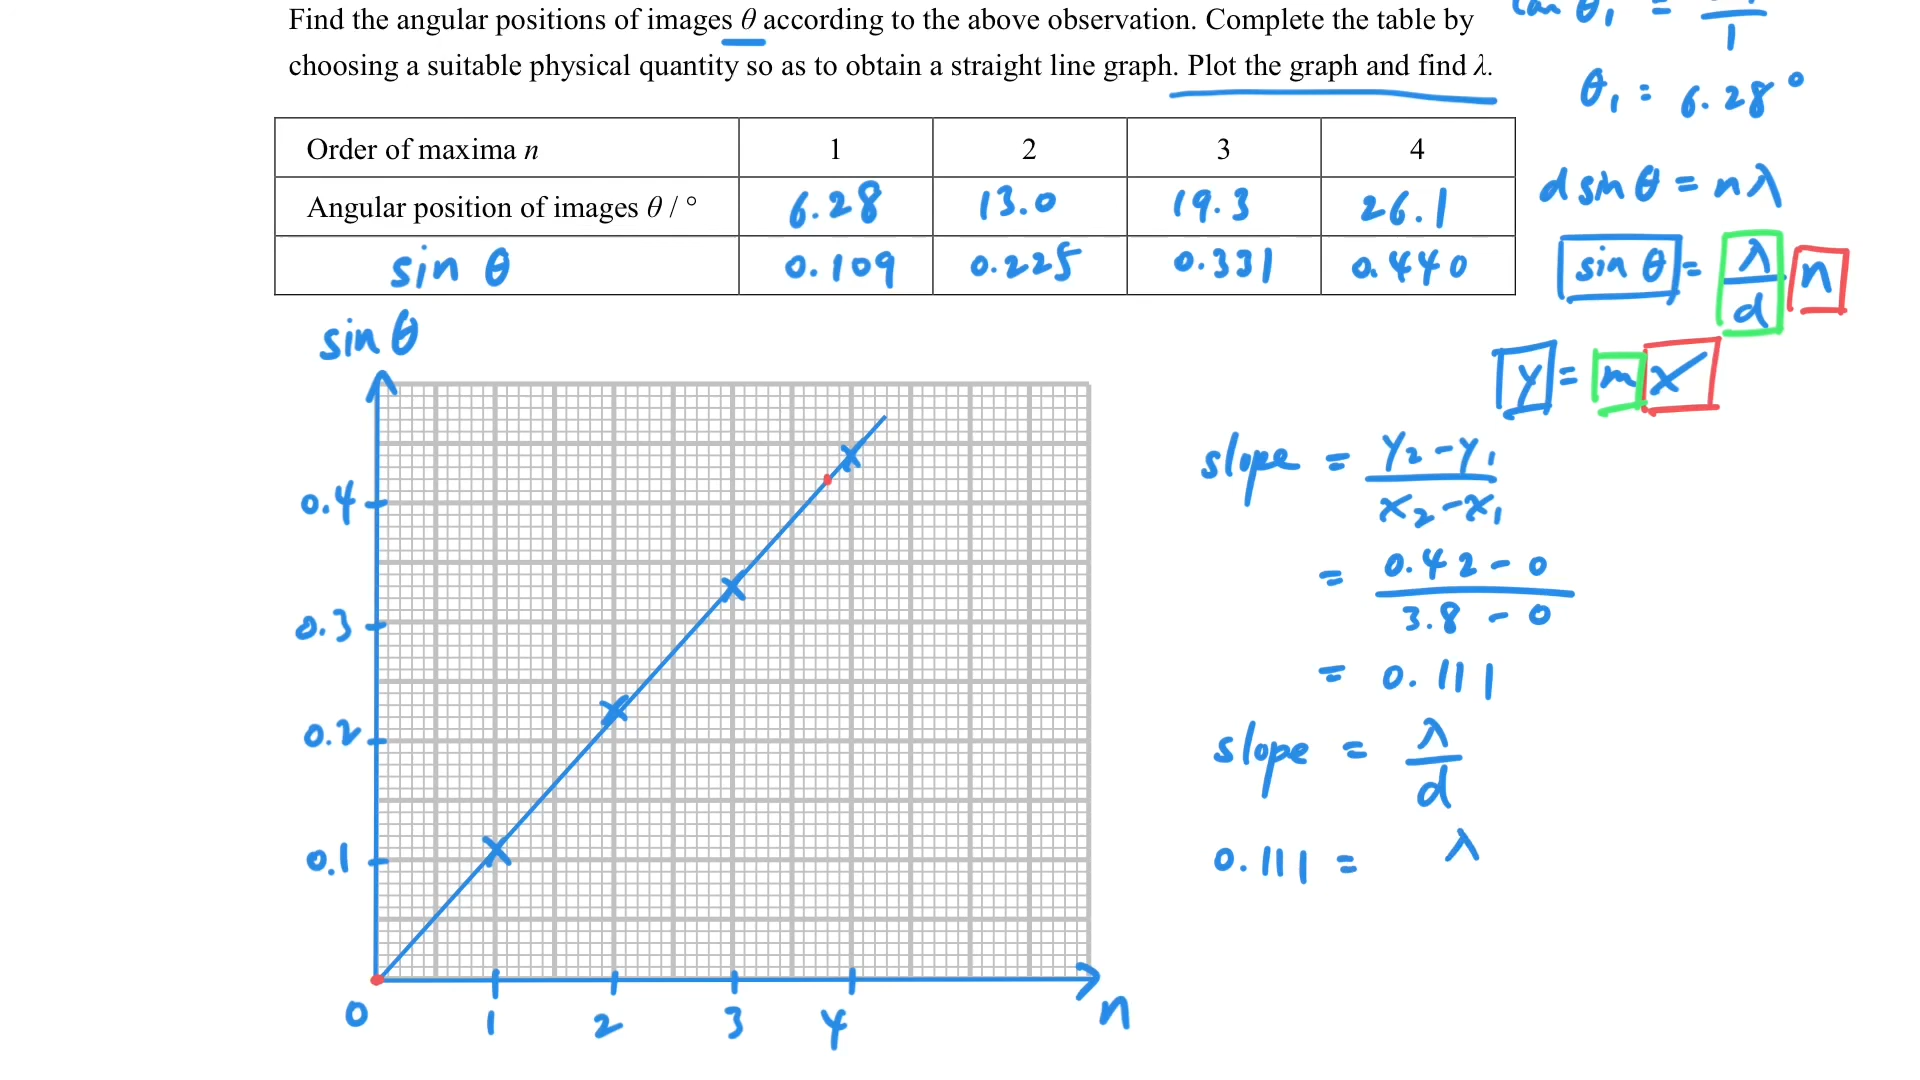 Find the angular positions of images θ according to the above observation. Complete the table by
choosing a suitable physical quantity so as to obtain a straight line graph. Plot the graph and find λ.
Order of maxima n 1 2 3 4
Angular position of images θ / ° 6.28 13.0 19.3 26.1
sin θ 0.109 0.225 0.331 0.440
tan θ₁ =
1
θ₁ = 6.28°
d sin θ = nλ
sin θ = λ/d n
y = mx
sin θ
0.4
0.3
0.2
0.1
0 1 2 3 4 n
slope = y₂-y₁ / x₂-x₁
= 0.42-0 / 3.8-0
= 0.111
slope = λ/d
0.111 = λ